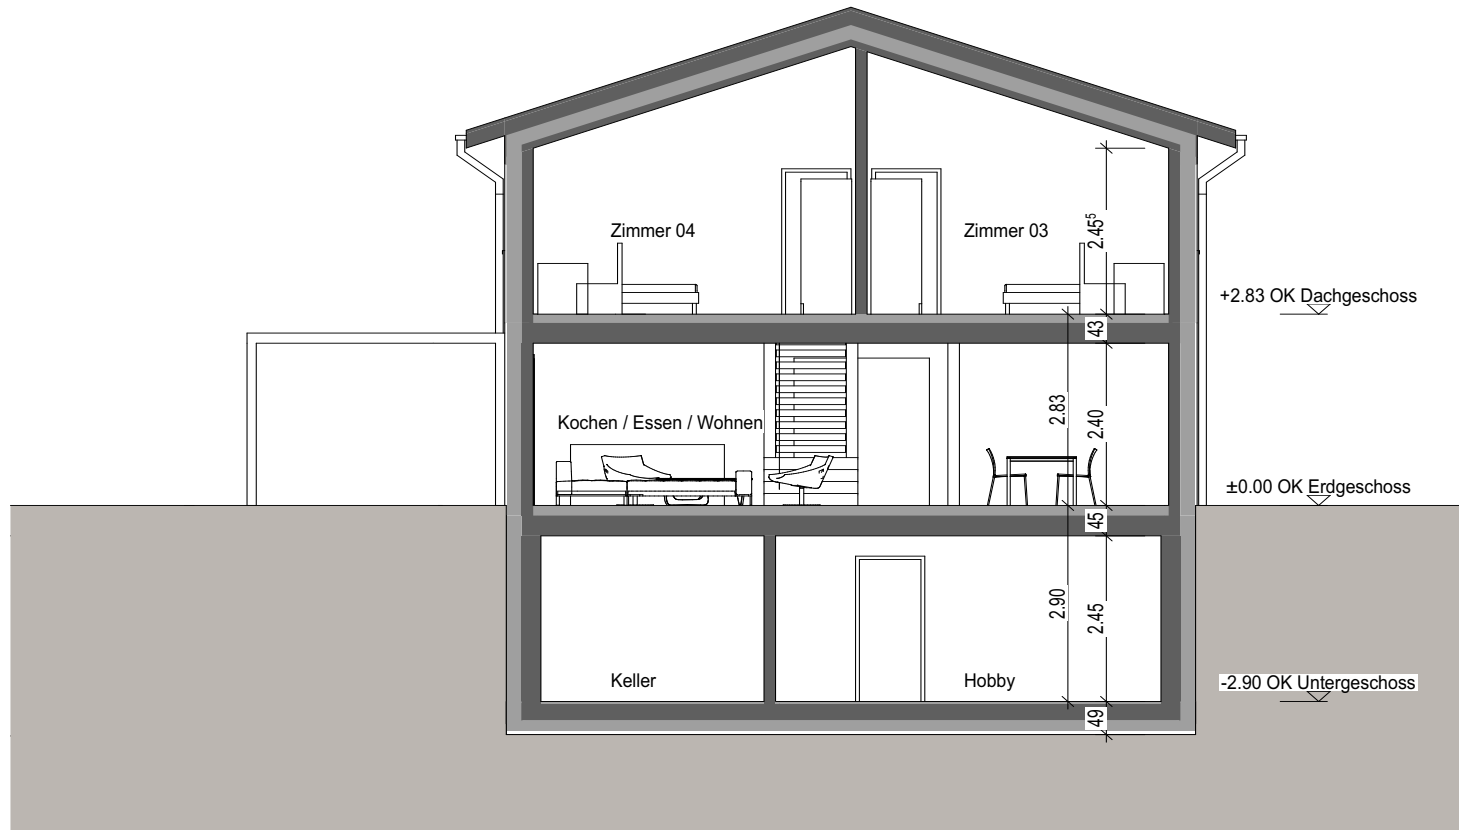 Zimmer 04
Zimmer 03
2.45⁵
+2.83 OK Dachgeschoss
43
Kochen / Essen / Wohnen
2.83
2.40
±0.00 OK Erdgeschoss
45
2.90
2.45
Keller
Hobby
-2.90 OK Untergeschoss
49